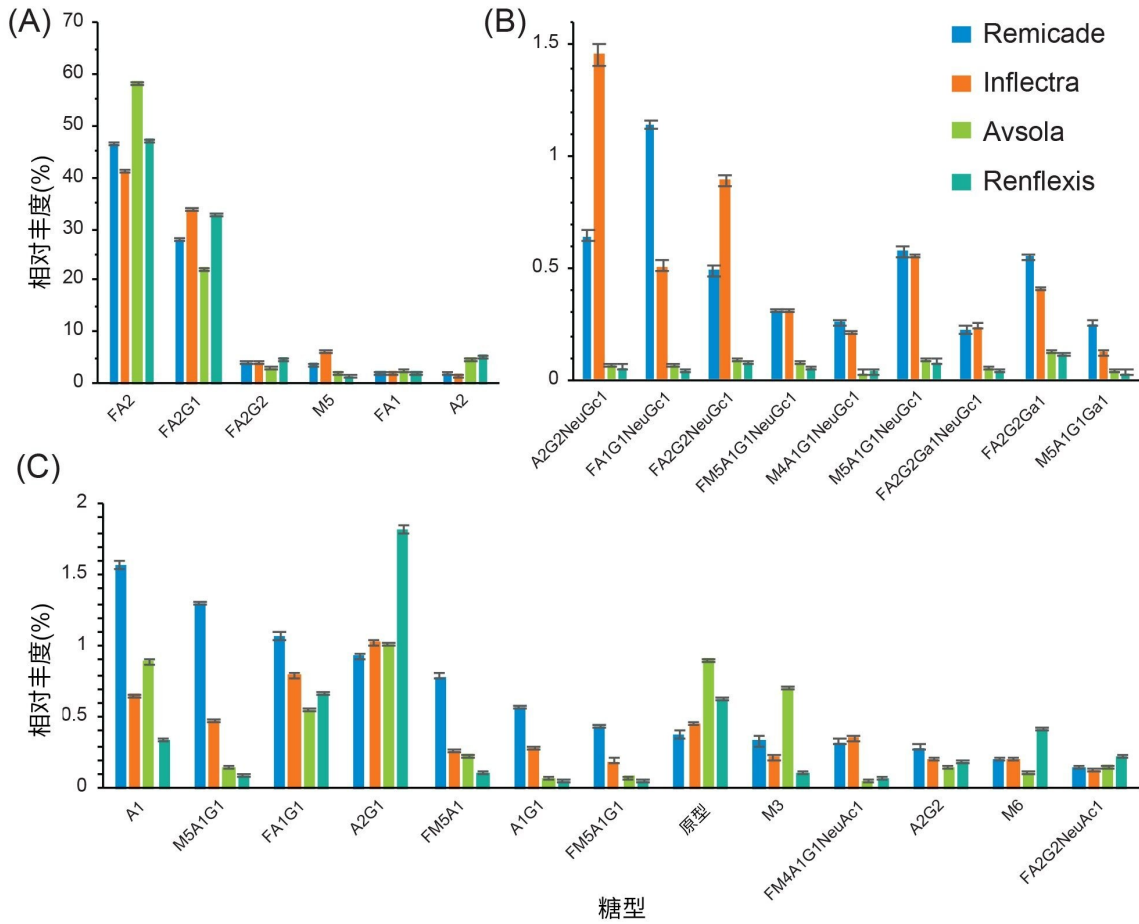 (A)
70
60
50
40
30
20
10
0
相对丰度(%)
FA2
FA2G1
FA2G2
M5
FA1
A2
(B)
1.5
1
0.5
0
A2G2NeuGc1
FA1G1NeuGc1
FA2G2NeuGc1
FM5A1G1NeuGc1
M4A1G1NeuGc1
M5A1G1NeuGc1
FA2G2Ga1NeuGc1
FA2G2Ga1
M5A1G1Ga1
Remicade
Inflectra
Avsola
Renflexis
(C)
2
1.5
1
0.5
0
相对丰度(%)
A1
M5A1G1
FA1G1
A2G1
FM5A1
A1G1
FM5A1G1
原型
M3
FM4A1G1NeuAc1
A2G2
M6
FA2G2NeuAc1
糖型